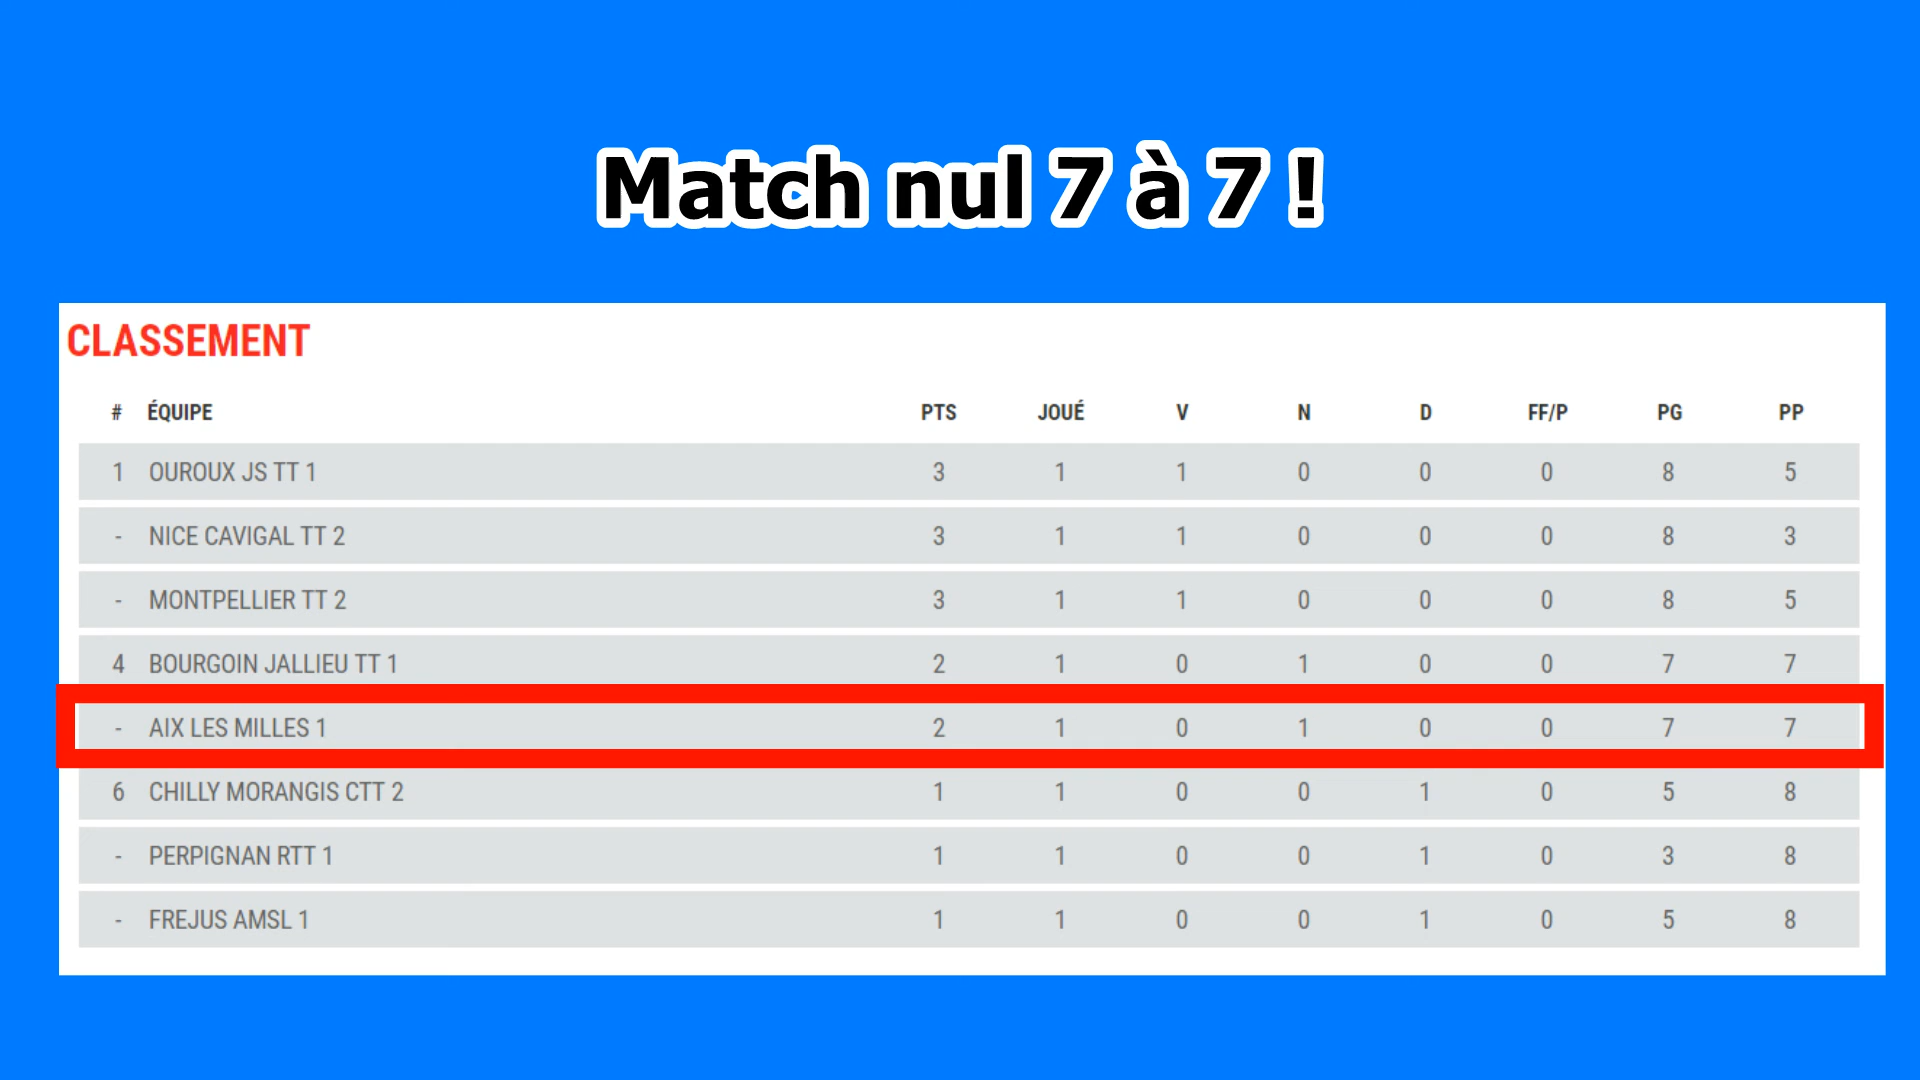 Match nul 7 à 7 !
CLASSEMENT
# ÉQUIPE PTS JOUÉ V N D FF/P PG PP
1 OUROUX JS TT 1 3 1 1 0 0 0 8 5
- NICE CAVIGAL TT 2 3 1 1 0 0 0 8 3
- MONTPELLIER TT 2 3 1 1 0 0 0 8 5
4 BOURGOIN JALLIEU TT 1 2 1 0 1 0 0 7 7
- AIX LES MILLES 1 2 1 0 1 0 0 7 7
6 CHILLY MORANGIS CTT 2 1 1 0 0 1 0 5 8
- PERPIGNAN RTT 1 1 1 0 0 1 0 3 8
- FREJUS AMSL 1 1 1 0 0 1 0 5 8